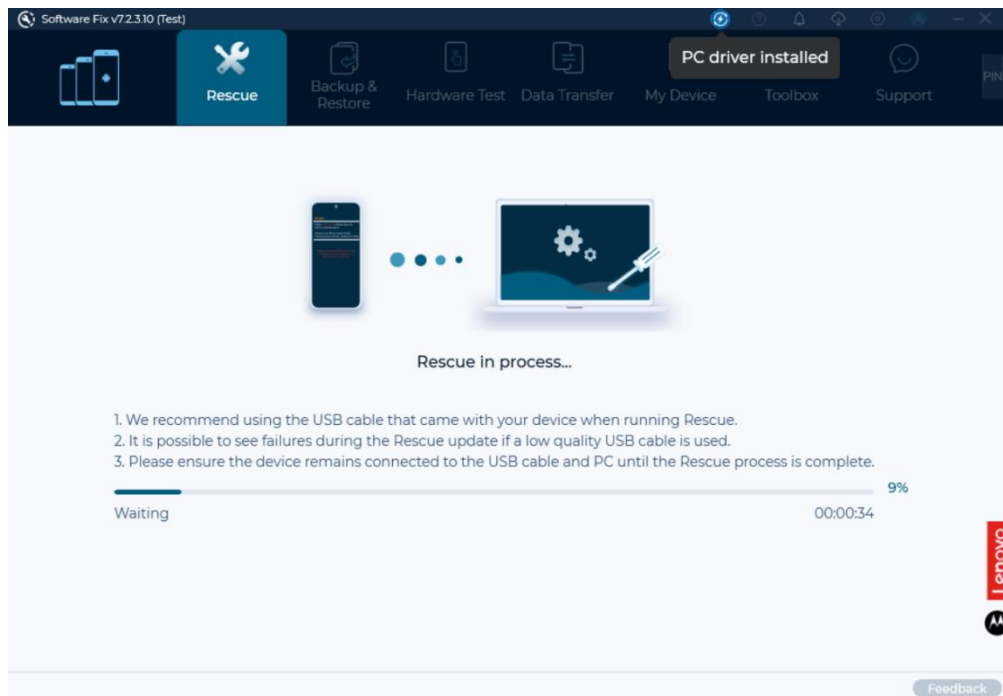 Software Fix v7.2.3.10 (Test)
PC driver installed
Rescue
Backup &
Restore
Hardware Test
Data Transfer
My Device
Toolbox
Support
PIN
Rescue in process...
1. We recommend using the USB cable that came with your device when running Rescue.
2. It is possible to see failures during the Rescue update if a low quality USB cable is used.
3. Please ensure the device remains connected to the USB cable and PC until the Rescue process is complete.
9%
Waiting
00:00:34
Lenovo
Feedback